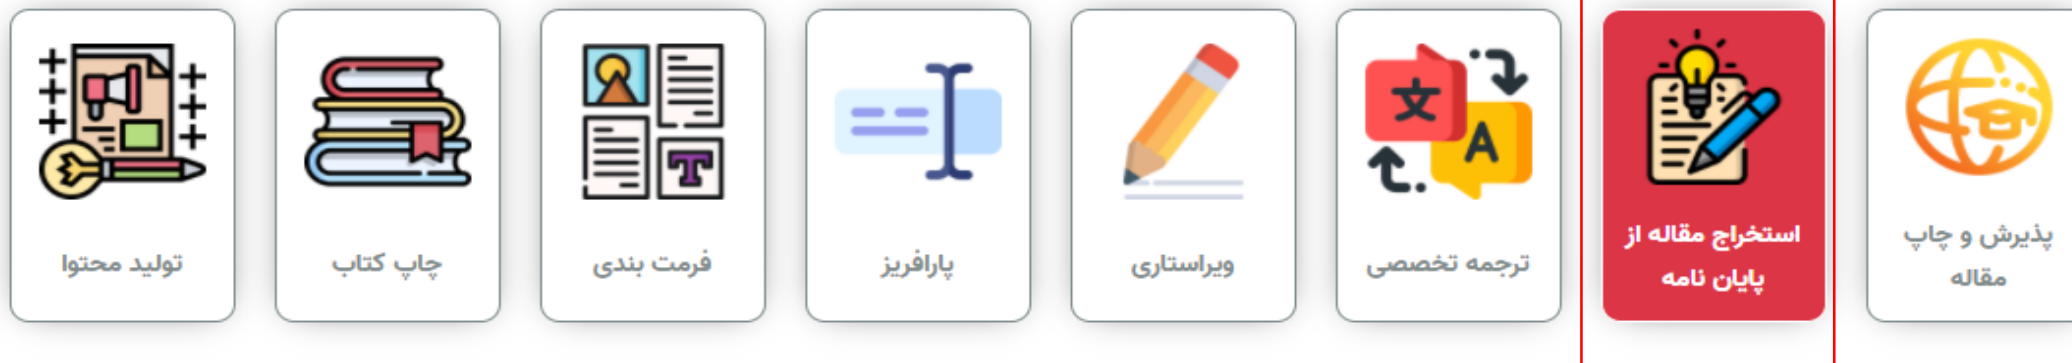 پذیرش و چاپ
مقاله
استخراج مقاله از
پایان نامه
ترجمه تخصصی
ویراستاری
پارافریز
فرمت بندی
چاپ کتاب
تولید محتوا